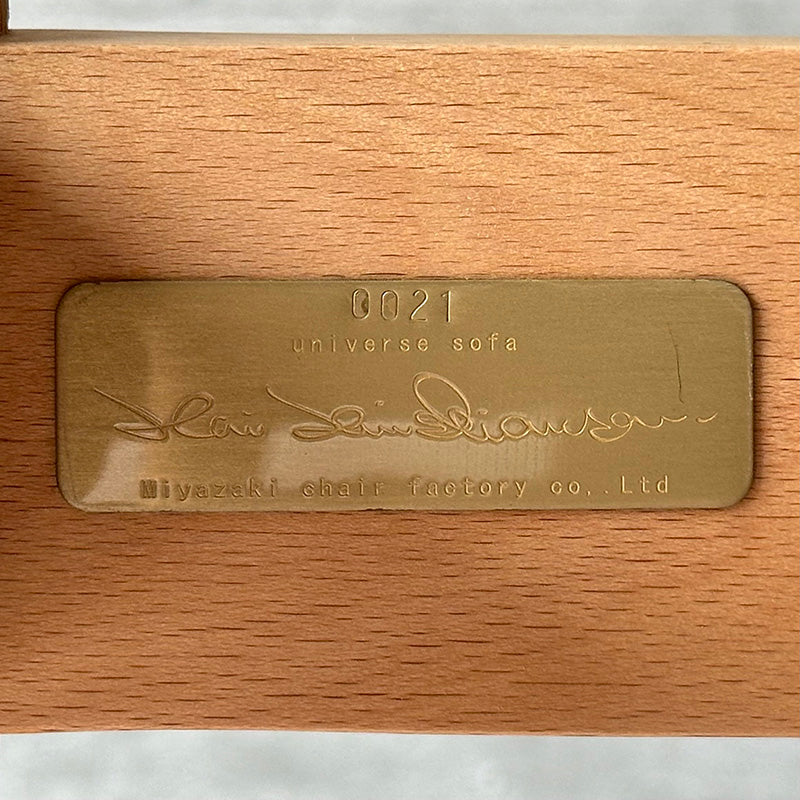 0021
universe sofa
Miyazaki chair factory co,.Ltd